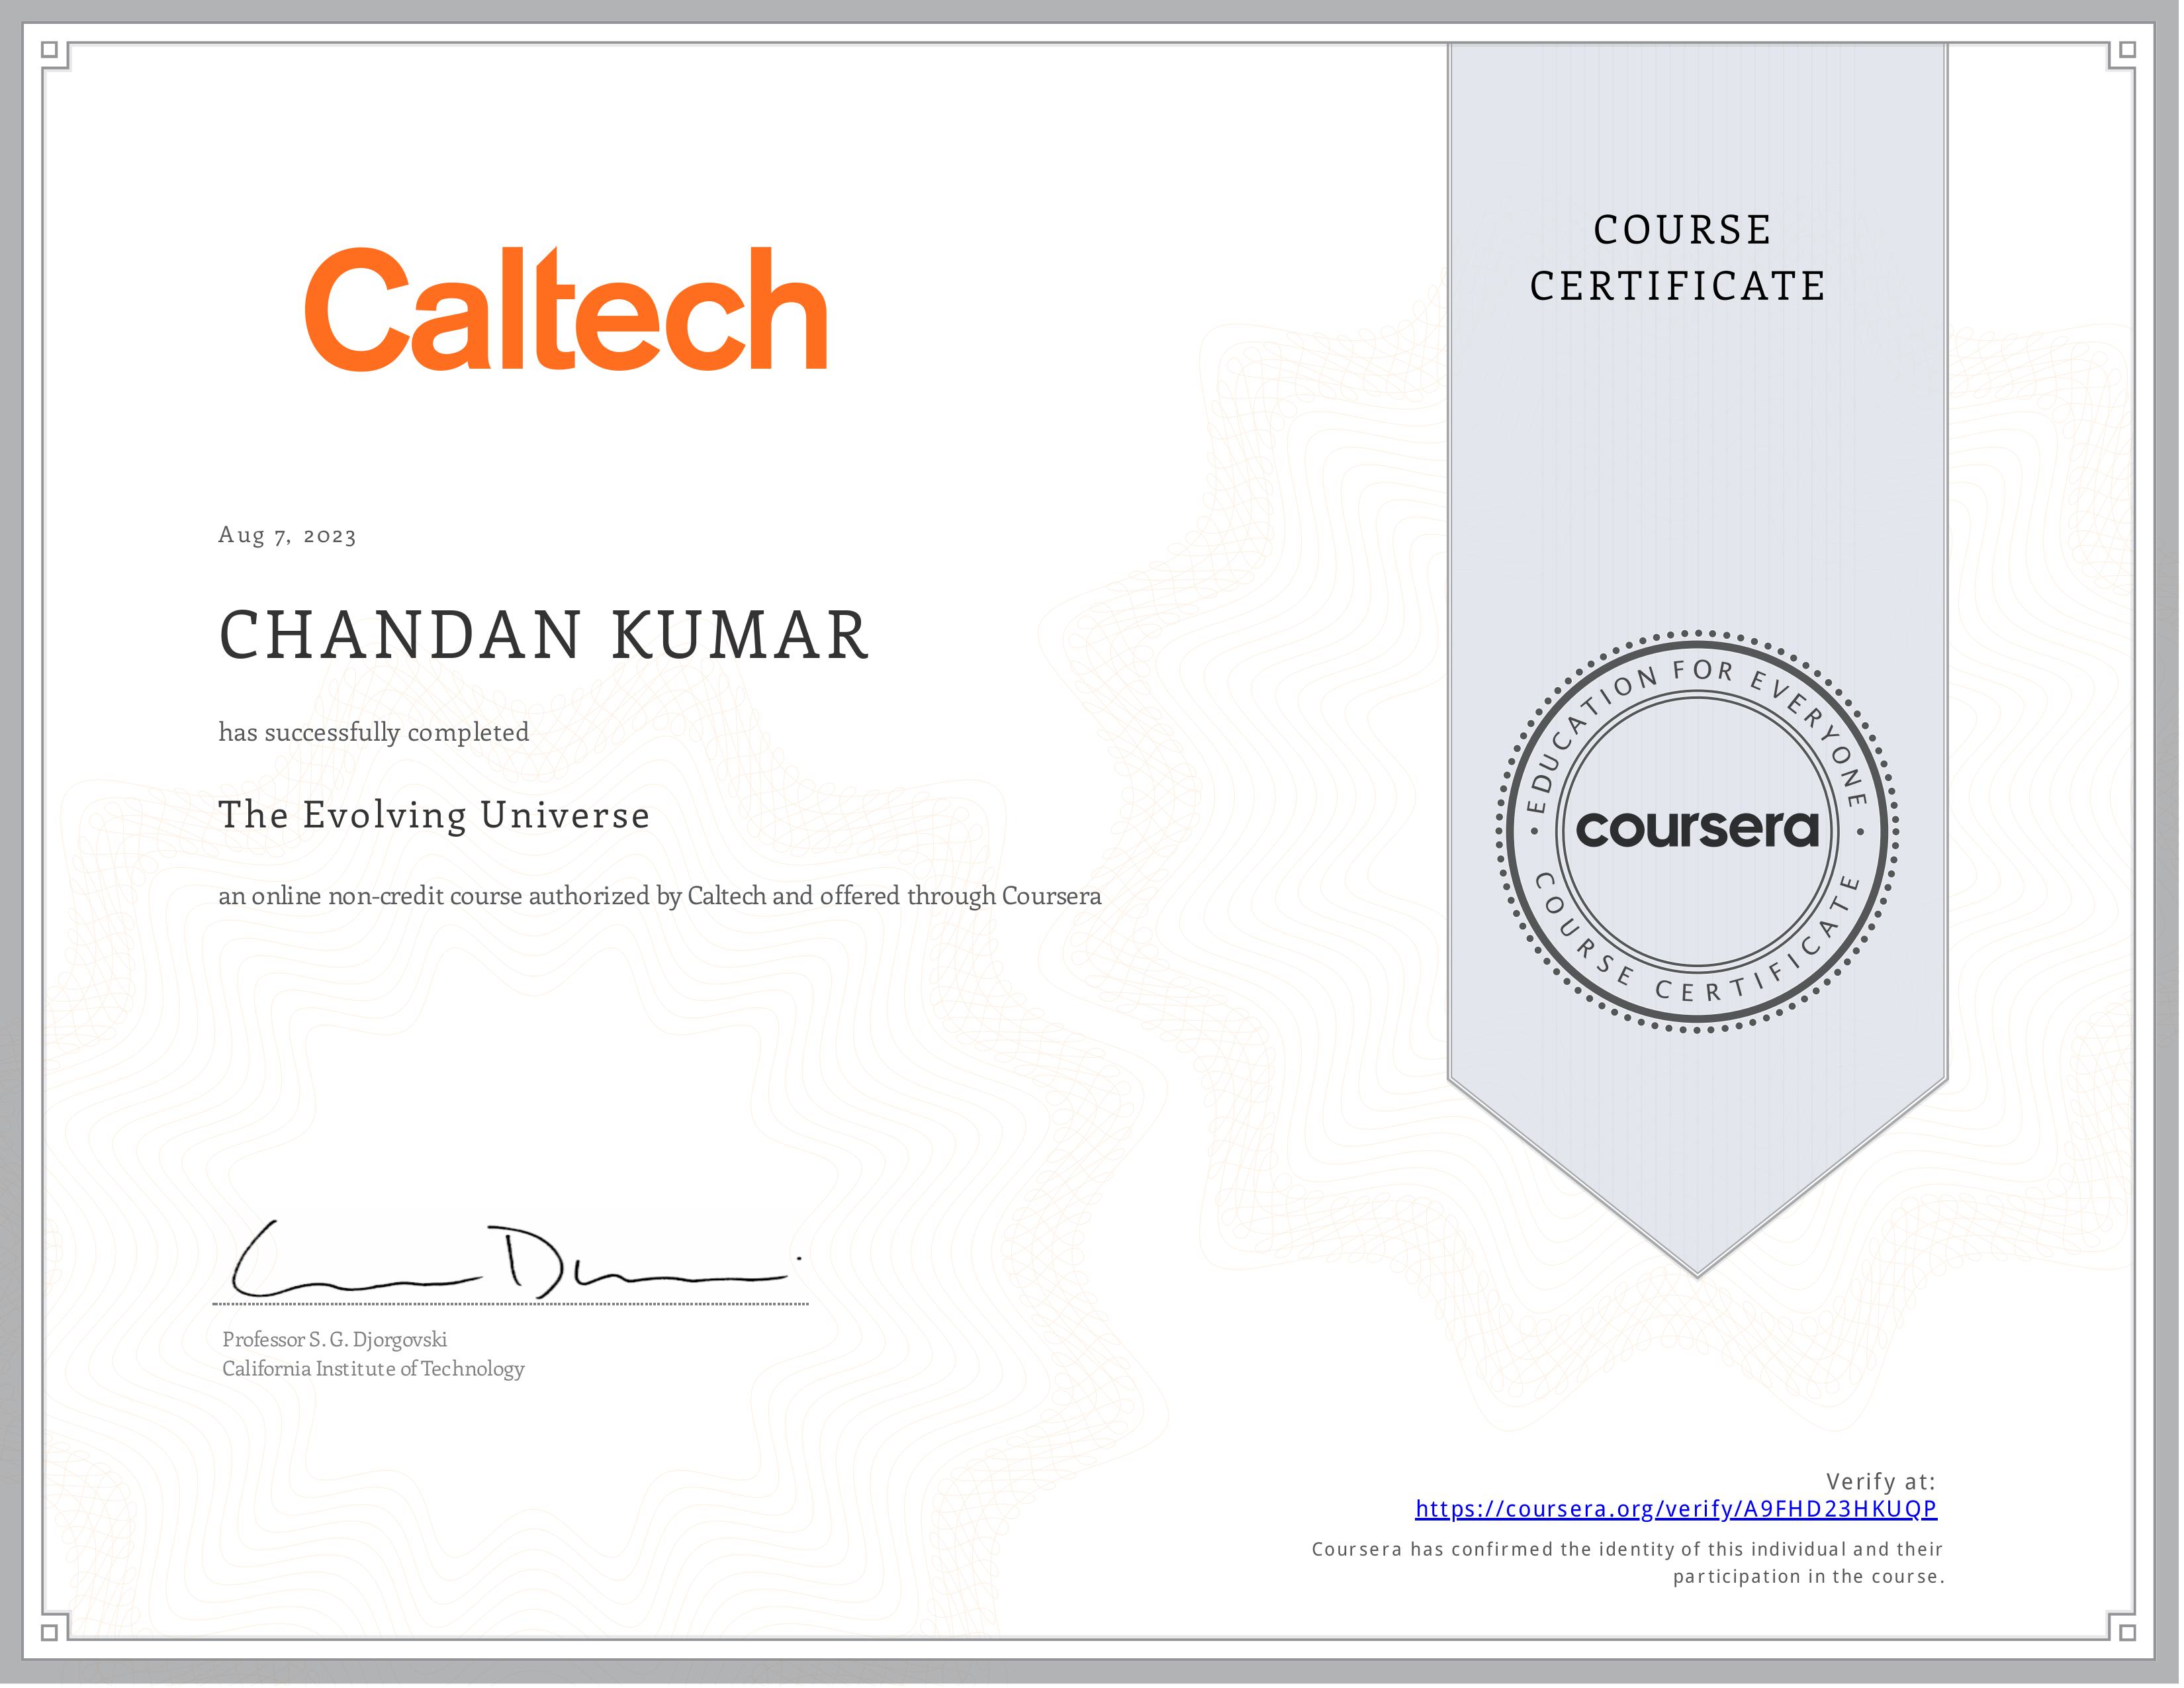 Caltech
COURSE
CERTIFICATE
Aug 7, 2023
CHANDAN KUMAR
has successfully completed
The Evolving Universe
an online non-credit course authorized by Caltech and offered through Coursera
EDUCATION FOR EVERYONE
coursera
COURSE CERTIFICATE
Professor S. G. Djorgovski
California Institute of Technology
Verify at:
https://coursera.org/verify/A9FHD23HKUQP
Coursera has confirmed the identity of this individual and their
participation in the course.